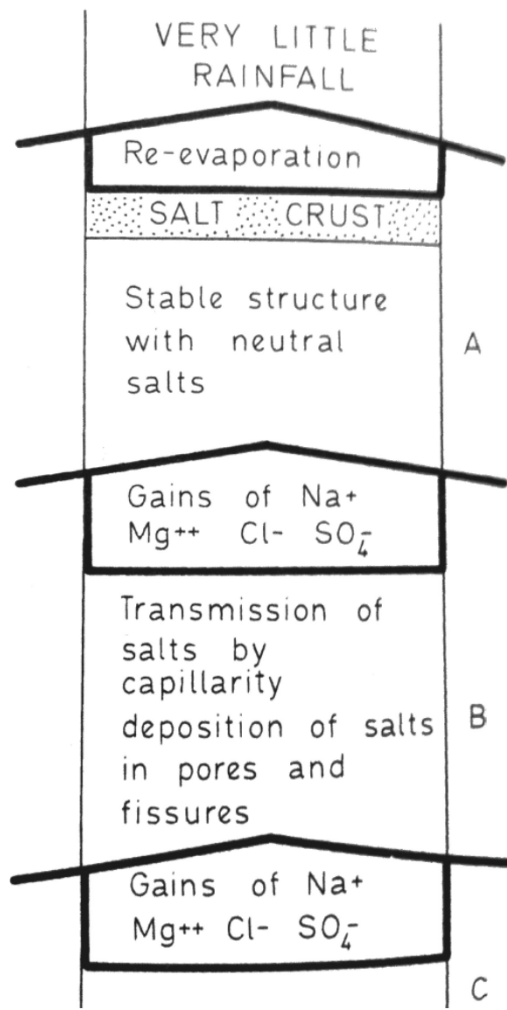 VERY LITTLE
RAINFALL
Re-evaporation
SALT CRUST
Stable structure
with neutral
salts
A
Gains of Na+
Mg++ Cl- SO4-
Transmission of
salts by
capillarity
deposition of salts
in pores and
fissures
B
Gains of Na+
Mg++ Cl- SO4-
C